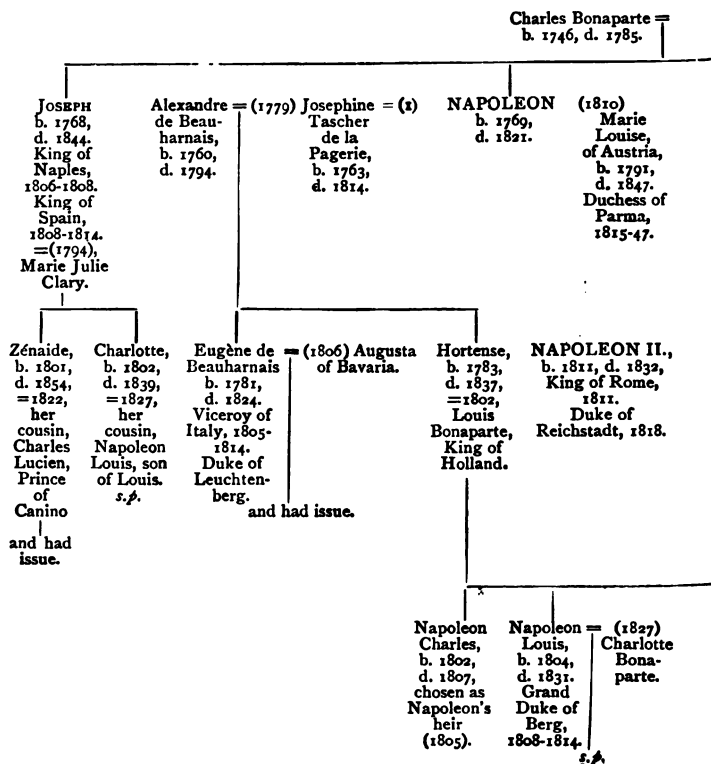 Charles Bonaparte =
b. 1746, d. 1785.
JOSEPH
b. 1768,
d. 1844.
King of
Naples,
1806-1808.
King of
Spain,
1808-1814.
=(1794),
Marie Julie
Clary.
Alexandre = (1779) Josephine = (1)
de Beau-
harnais,
b. 1760,
d. 1794.
Tascher
de la
Pagerie,
b. 1763,
d. 1814.
NAPOLEON
b. 1769,
d. 1821.
(1810)
Marie
Louise,
of Austria,
b. 1791,
d. 1847.
Duchess of
Parma,
1815-47.
Zénaide,
b. 1801,
d. 1854,
=1822,
her
cousin,
Charles
Lucien,
Prince
of
Canino
and had
issue.
Charlotte,
b. 1802,
d. 1839,
=1827,
her
cousin,
Napoleon
Louis, son
of Louis.
s.p.
Eugène de = (1806) Augusta
Beauharnais of Bavaria.
b. 1781,
d. 1824.
Viceroy of
Italy, 1805-
1814.
Duke of
Leuchten-
berg.
and had issue.
Hortense,
b. 1783,
d. 1837,
=1802,
Louis
Bonaparte,
King of
Holland.
NAPOLEON II.,
b. 1811, d. 1832,
King of Rome,
1811.
Duke of
Reichstadt, 1818.
Napoleon
Charles,
b. 1802,
d. 1807,
chosen as
Napoleon's
heir
(1805).
Napoleon = (1827)
Louis,
b. 1804,
d. 1831.
Grand
Duke of
Berg,
1808-1814.
Charlotte
Bona-
parte.
s.p.